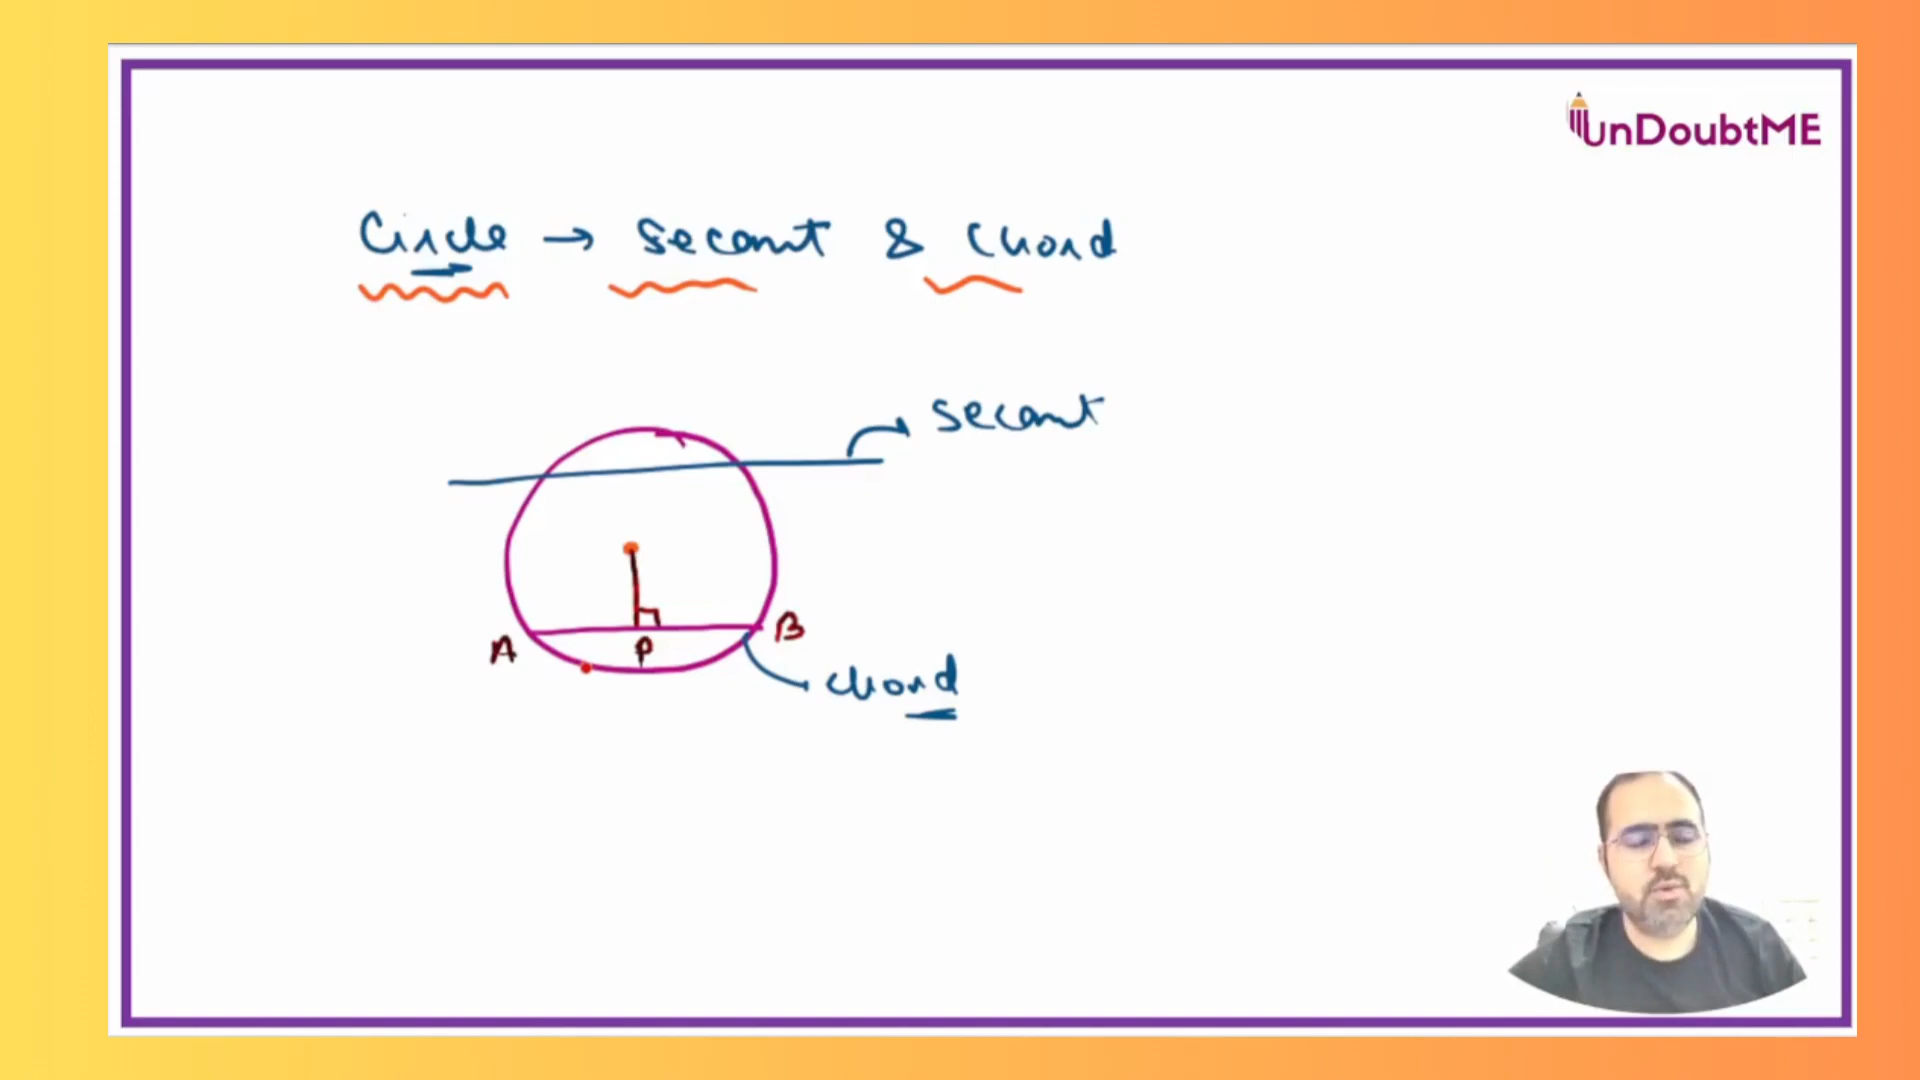 UnDoubtME
Circle → Secant & Chord
Secant
A
P
B
chord